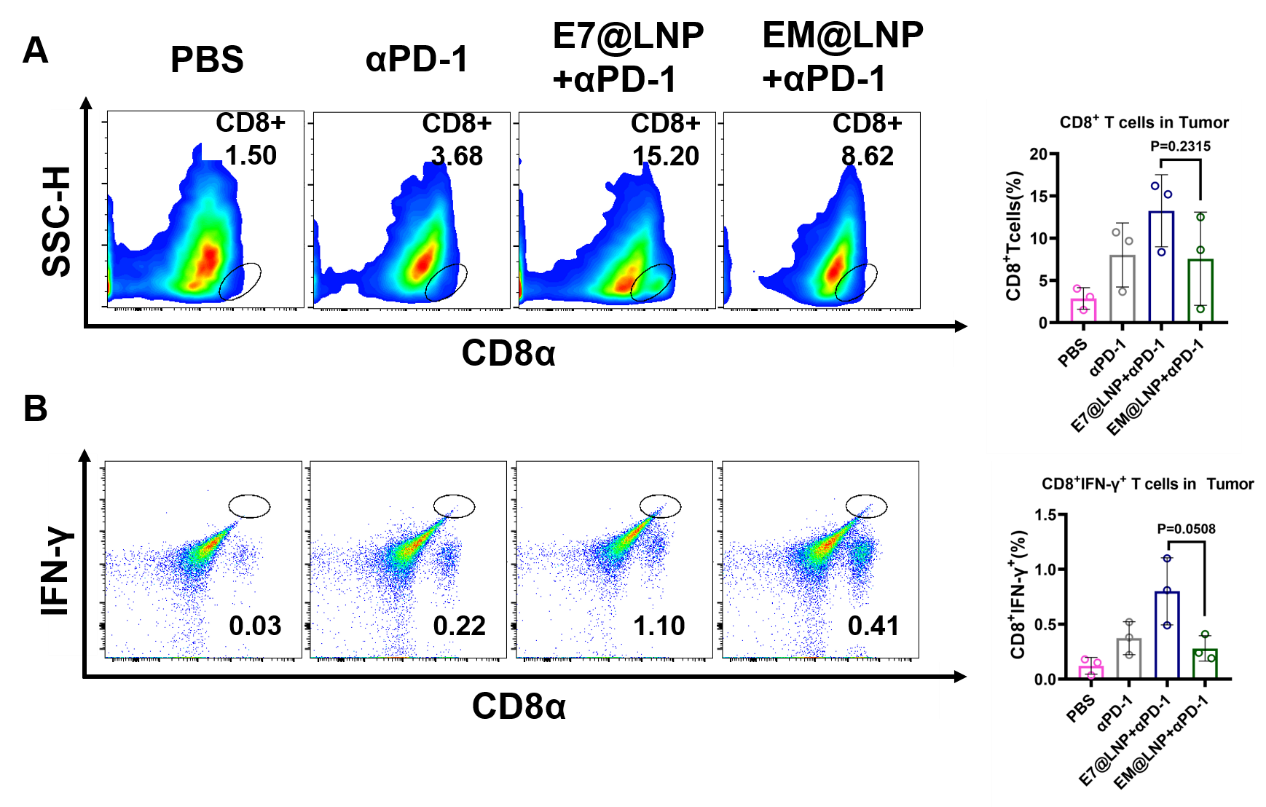 A
PBS
αPD-1
E7@LNP
+αPD-1
EM@LNP
+αPD-1
CD8+
1.50
CD8+
3.68
CD8+
15.20
CD8+
8.62
SSC-H
CD8α
CD8⁺ T cells in Tumor
P=0.2315
CD8⁺Tcells(%)
20
15
10
5
0
PBS
αPD-1
E7@LNP+αPD-1
EM@LNP+αPD-1
B
IFN-γ
0.03
0.22
1.10
0.41
CD8α
CD8⁺IFN-γ⁺ T cells in Tumor
P=0.0508
CD8⁺IFN-γ⁺(%)
1.5
1.0
0.5
0.0
PBS
αPD-1
E7@LNP+αPD-1
EM@LNP+αPD-1